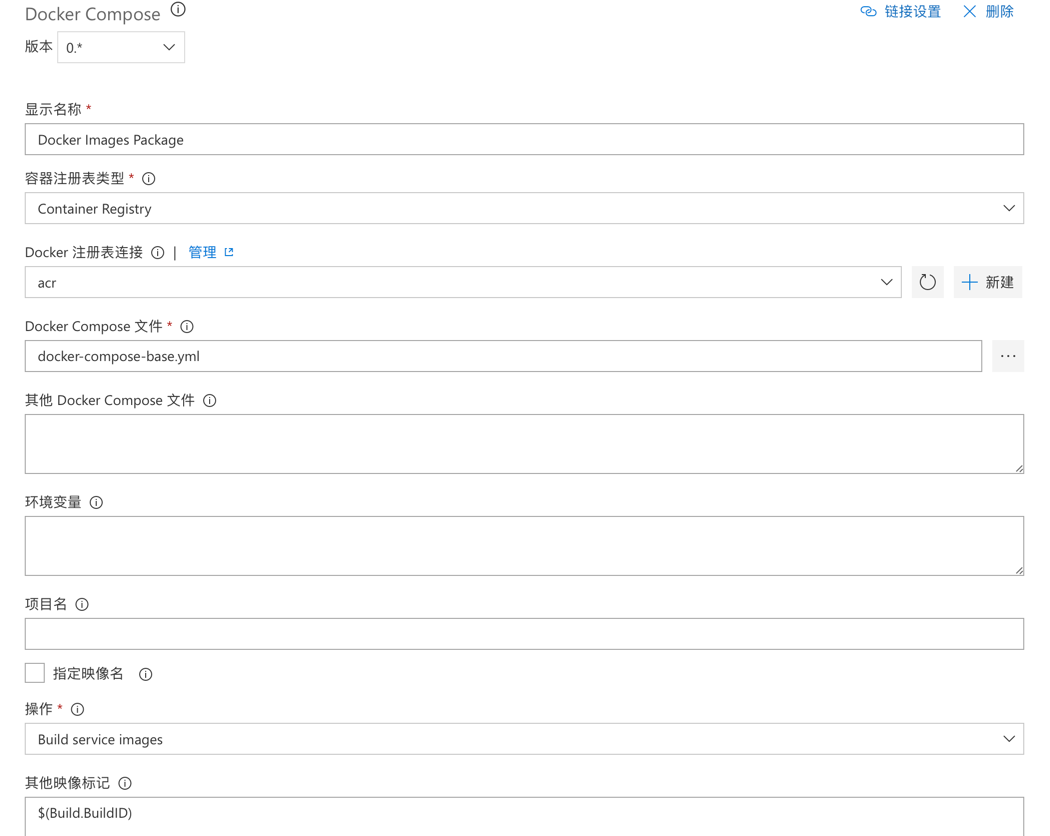 Docker Compose
链接设置
删除
版本 0.*
显示名称 *
Docker Images Package
容器注册表类型 *
Container Registry
Docker 注册表连接 | 管理
acr
新建
Docker Compose 文件 *
docker-compose-base.yml
...
其他 Docker Compose 文件
环境变量
项目名
指定映像名
操作 *
Build service images
其他映像标记
$(Build.BuildID)